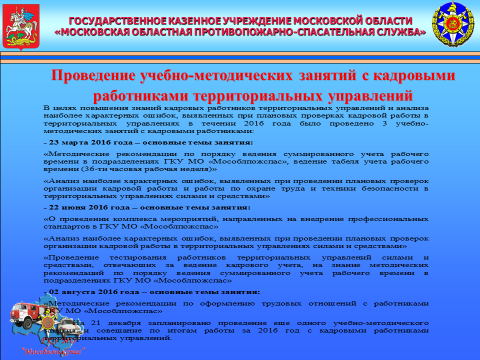 ГОСУДАРСТВЕННОЕ КАЗЕННОЕ УЧРЕЖДЕНИЕ МОСКОВСКОЙ ОБЛАСТИ
«МОСКОВСКАЯ ОБЛАСТНАЯ ПРОТИВОПОЖАРНО-СПАСАТЕЛЬНАЯ СЛУЖБА»
Проведение учебно-методических занятий с кадровыми
работниками территориальных управлений
В целях повышения знаний кадровых работников территориальных управлений и анализа
наиболее характерных ошибок, выявленных при плановых проверках кадровой работы в
территориальных управлениях в течении 2016 года было проведено 3 учебно-
методических занятий с кадровыми работниками:
- 23 марта 2016 года – основные темы занятия:
«Методические рекомендации по порядку ведения суммированного учета рабочего
времени в подразделениях ГКУ МО «Мособлпожспас», ведение табеля учета рабочего
времени (36-ти часовая рабочая неделя)»
«Анализ наиболее характерных ошибок, выявленных при проведении плановых проверок
организации кадровой работы и работы по охране труда и техники безопасности в
территориальных управлениях силами и средствами»
- 22 июня 2016 года – основные темы занятия:
«О проведении комплекса мероприятий, направленных на внедрение профессиональных
стандартов в ГКУ МО «Мособлпожспас»
«Анализ наиболее характерных ошибок, выявленных при проведении плановых проверок
организации кадровой работы в территориальных управлениях силами и средствами»
«Проведение тестирования работников территориальных управлений силами и
средствами, отвечающих за ведение кадрового учета, на знание методических
рекомендаций по порядку ведения суммированного учета рабочего времени в
подразделениях ГКУ МО «Мособлпожспас»
- 02 августа 2016 года – основные темы занятия:
«Методические рекомендации по оформлению трудовых отношений с работниками
ГКУ МО «Мособлпожспас»
На 21 декабря запланировано проведение еще одного учебно-методического
и совещание по итогам работы за 2016 год с кадровыми работниками
территориальных управлений.